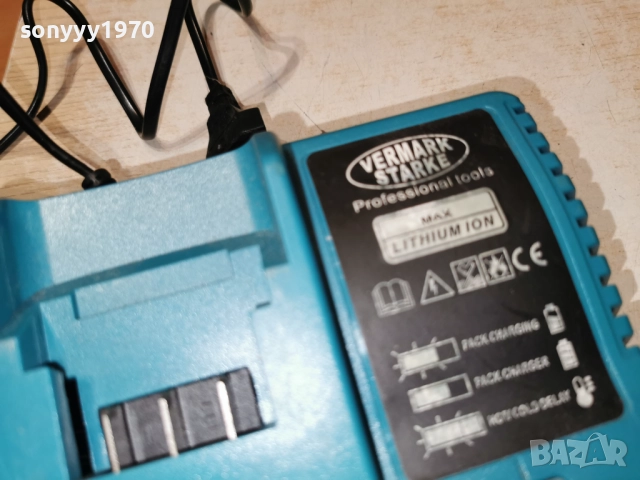 sonyyy1970
VERMARK
STARKE
Professional tools
MAX
LITHIUM ION
CE
PACK CHARGING
PACK CHARGER
HOT/COLD DELAY
BAZAR